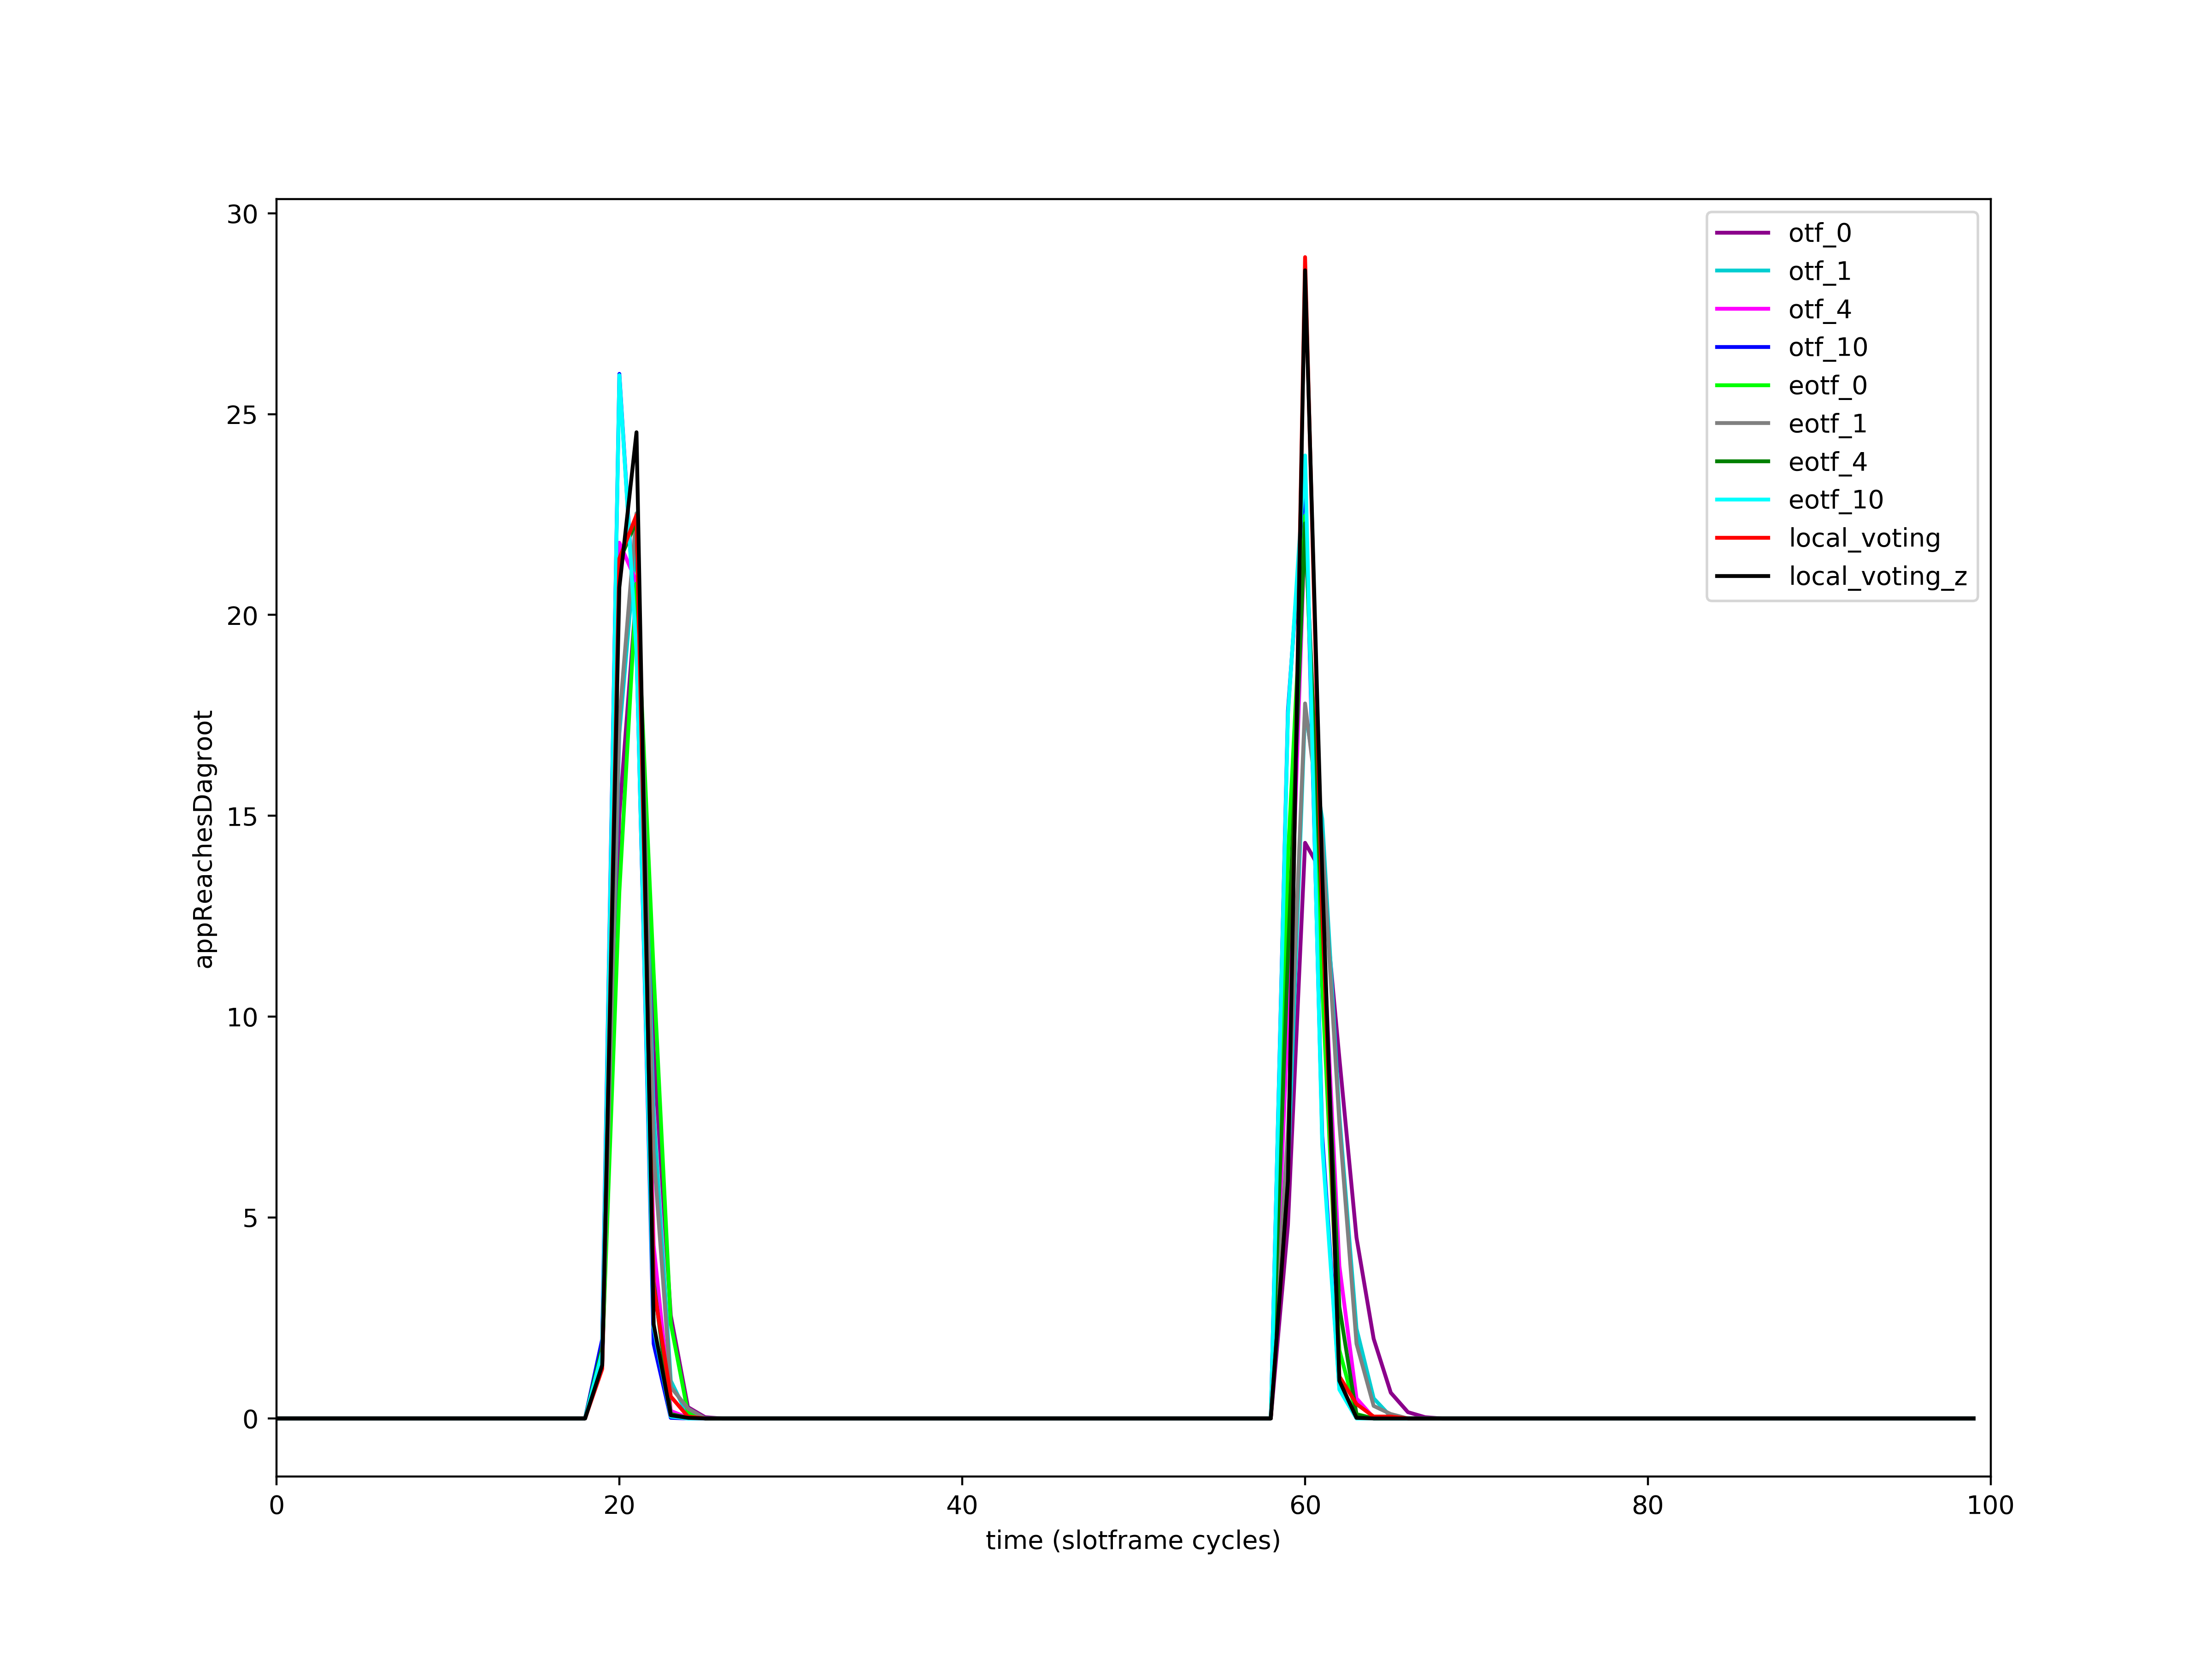 30
25
20
15
10
5
0
appReachesDagroot
0 20 40 60 80 100
time (slotframe cycles)
otf_0
otf_1
otf_4
otf_10
eotf_0
eotf_1
eotf_4
eotf_10
local_voting
local_voting_z